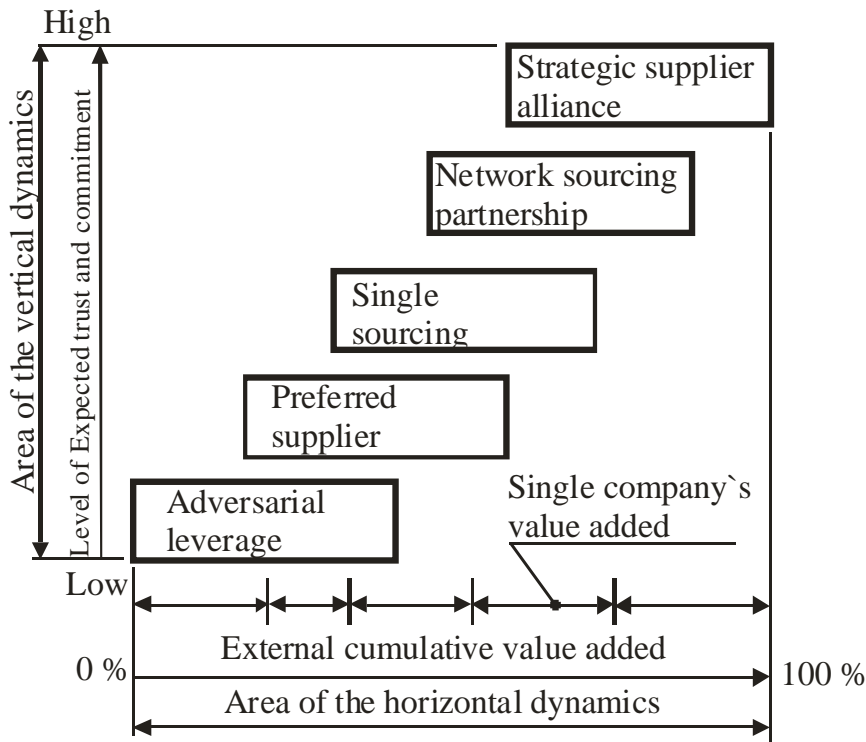 High
Strategic supplier
alliance
Network sourcing
partnership
Single
sourcing
Preferred
supplier
Adversarial
leverage
Single company`s
value added
Area of the vertical dynamics
Level of Expected trust and commitment
Low
External cumulative value added
0 %
100 %
Area of the horizontal dynamics